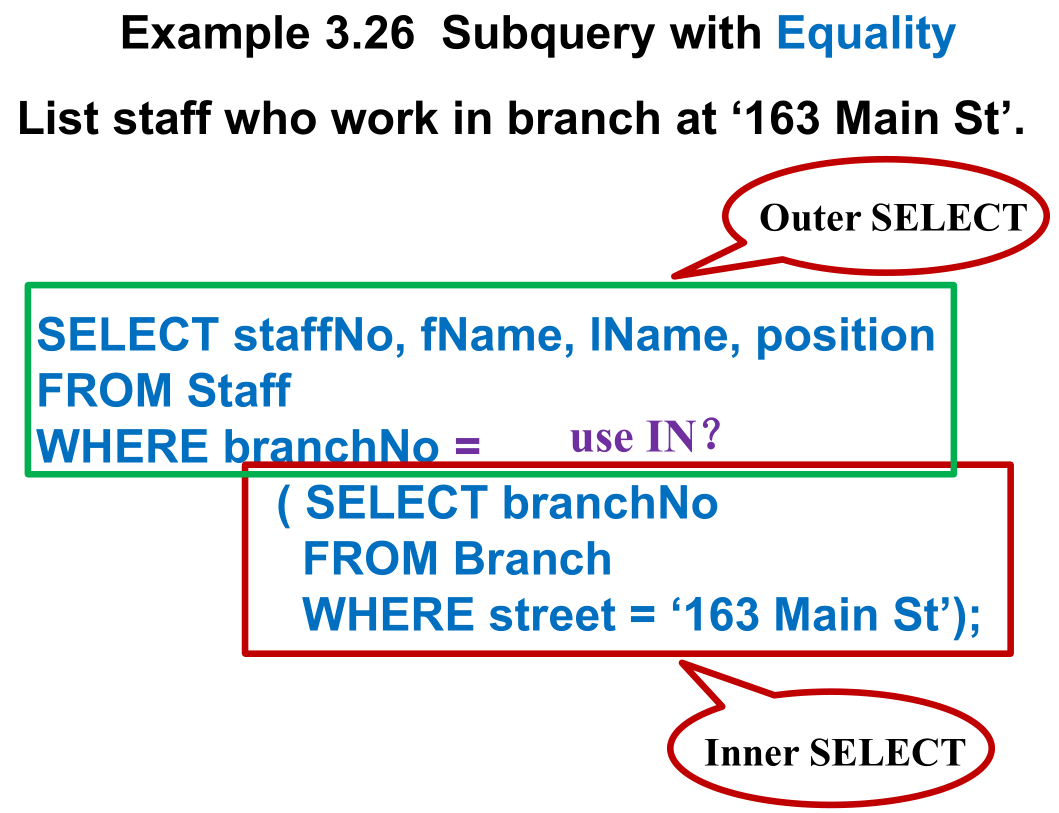 Example 3.26 Subquery with Equality
List staff who work in branch at ‘163 Main St’.
Outer SELECT
SELECT staffNo, fName, lName, position
FROM Staff
WHERE branchNo = use IN？
( SELECT branchNo
FROM Branch
WHERE street = ‘163 Main St’);
Inner SELECT